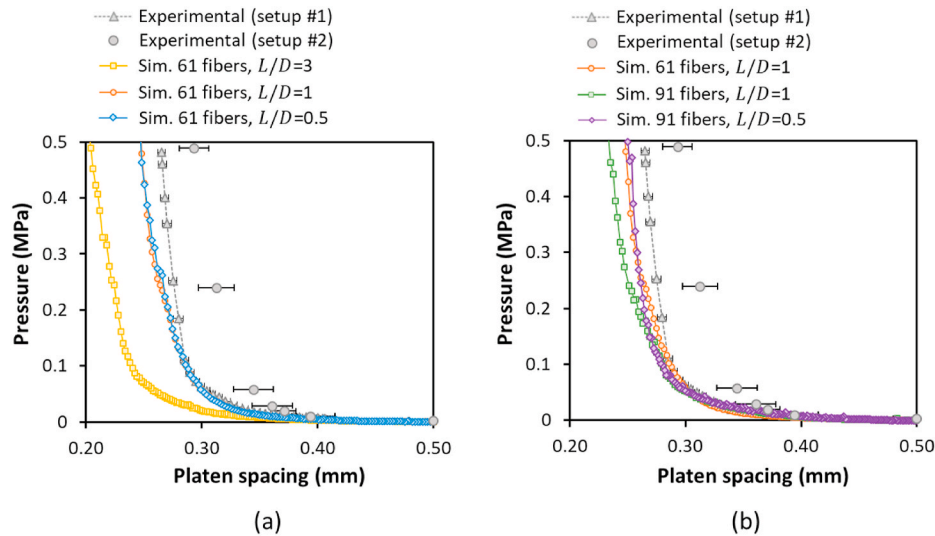 Experimental (setup #1)
Experimental (setup #2)
Sim. 61 fibers, L/D=3
Sim. 61 fibers, L/D=1
Sim. 61 fibers, L/D=0.5
0.5
0.4
0.3
0.2
0.1
0
Pressure (MPa)
0.20 0.30 0.40 0.50
Platen spacing (mm)
(a)
Experimental (setup #1)
Experimental (setup #2)
Sim. 61 fibers, L/D=1
Sim. 91 fibers, L/D=1
Sim. 91 fibers, L/D=0.5
0.5
0.4
0.3
0.2
0.1
0
Pressure (MPa)
0.20 0.30 0.40 0.50
Platen spacing (mm)
(b)